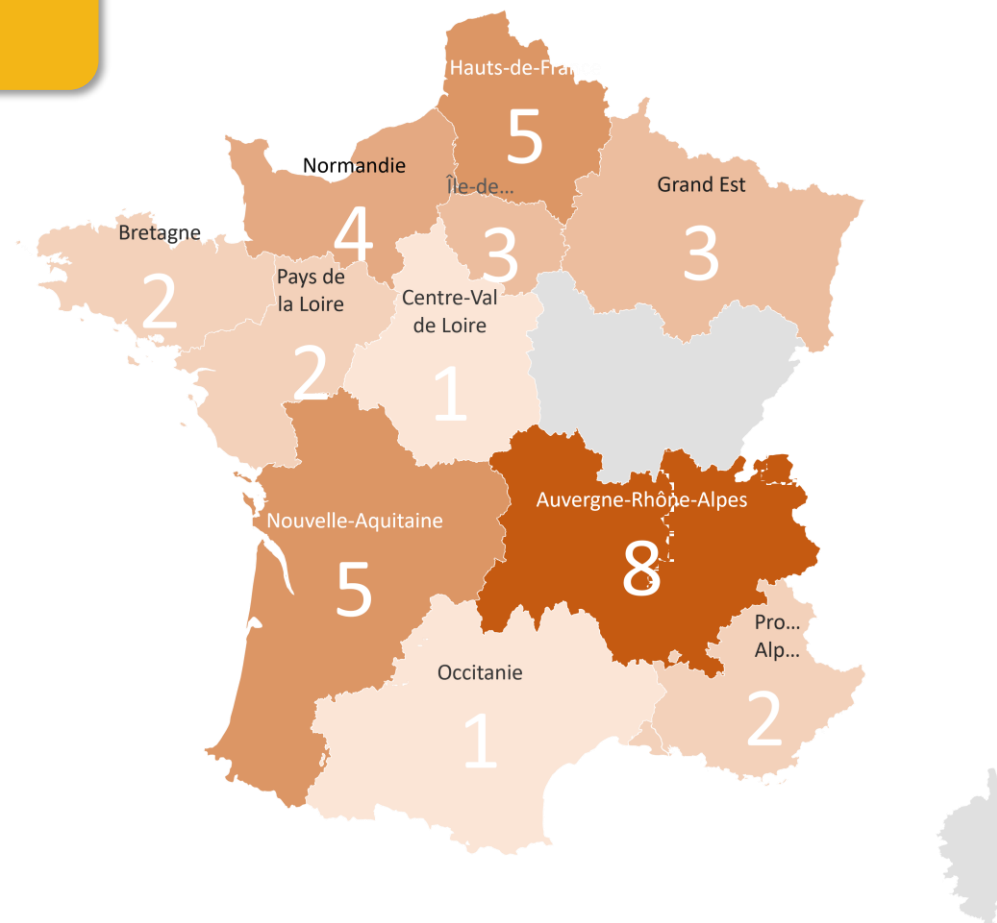 Hauts-de-Fra
5
Normandie
4
Île-de...
3
Grand Est
3
Bretagne
2
Pays de
la Loire
2
Centre-Val
de Loire
1
Auvergne-Rhône-Alpes
8
Nouvelle-Aquitaine
5
Pro...
Alp...
2
Occitanie
1